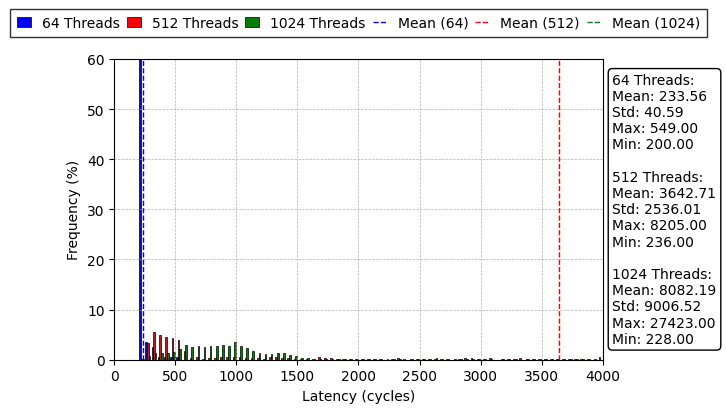 64 Threads 512 Threads 1024 Threads Mean (64) Mean (512) Mean (1024)
60
50
40
30
20
10
0
Frequency (%)
0 500 1000 1500 2000 2500 3000 3500 4000
Latency (cycles)
64 Threads:
Mean: 233.56
Std: 40.59
Max: 549.00
Min: 200.00
512 Threads:
Mean: 3642.71
Std: 2536.01
Max: 8205.00
Min: 236.00
1024 Threads:
Mean: 8082.19
Std: 9006.52
Max: 27423.00
Min: 228.00